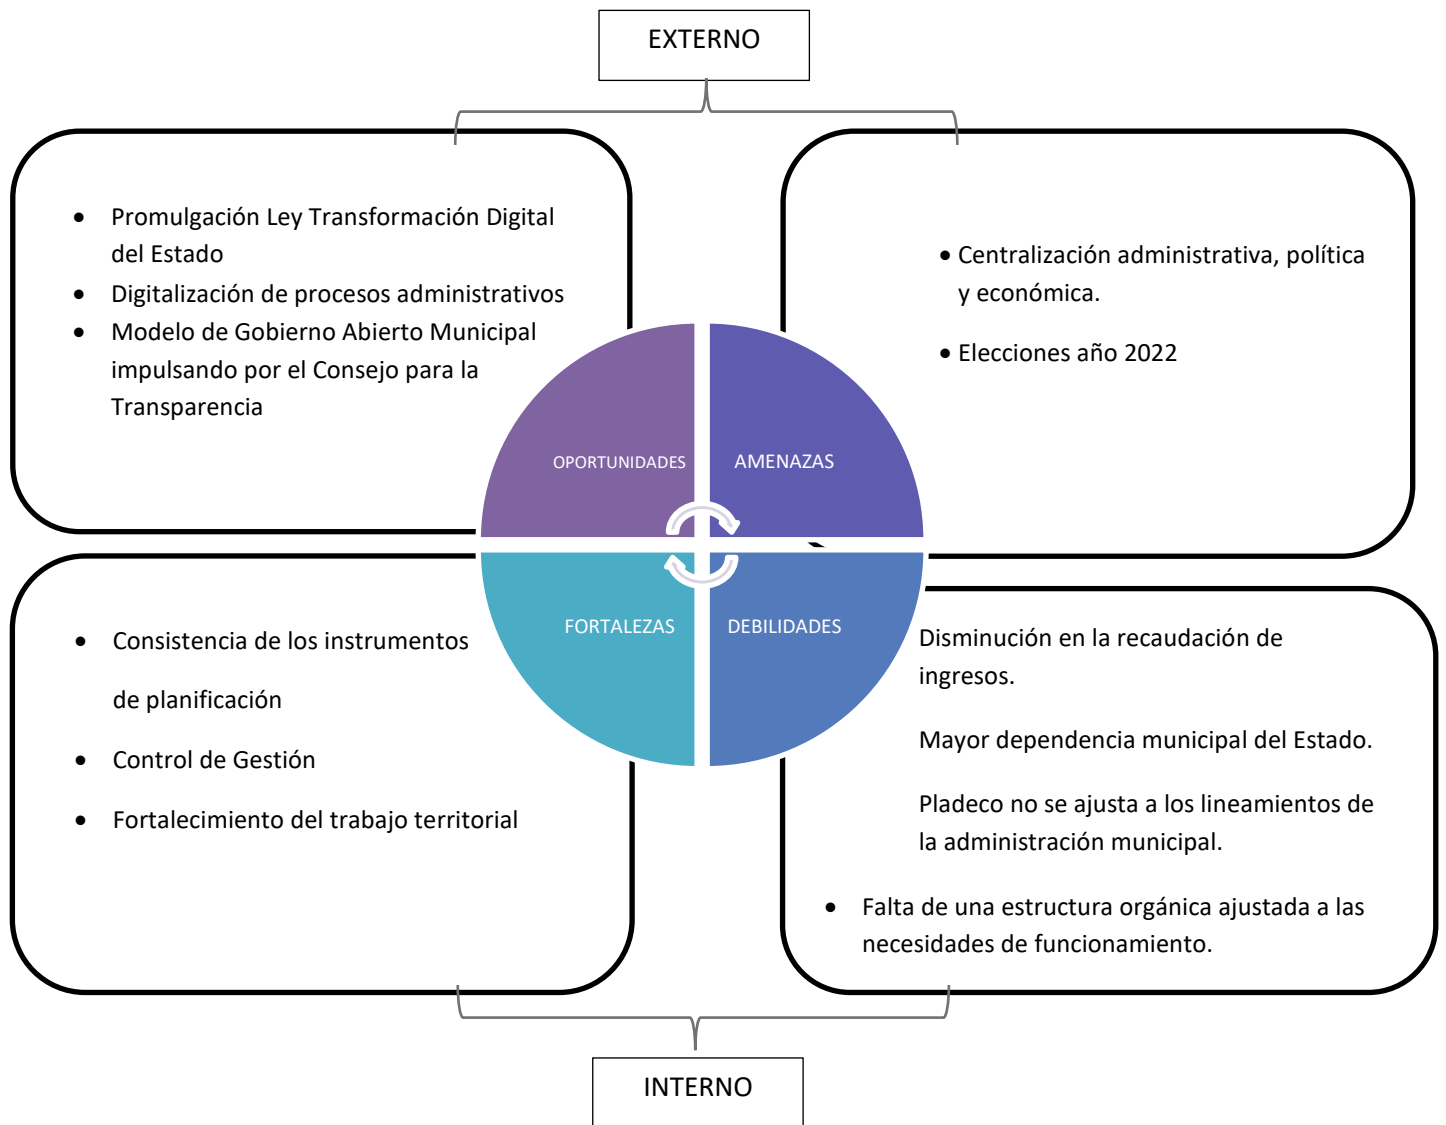 EXTERNO
• Promulgación Ley Transformación Digital
del Estado
• Digitalización de procesos administrativos
• Modelo de Gobierno Abierto Municipal
impulsando por el Consejo para la
Transparencia
• Centralización administrativa, política
y económica.
• Elecciones año 2022
OPORTUNIDADES
AMENAZAS
FORTALEZAS
DEBILIDADES
• Consistencia de los instrumentos
de planificación
• Control de Gestión
• Fortalecimiento del trabajo territorial
Disminución en la recaudación de
ingresos.
Mayor dependencia municipal del Estado.
Pladeco no se ajusta a los lineamientos de
la administración municipal.
• Falta de una estructura orgánica ajustada a las
necesidades de funcionamiento.
INTERNO